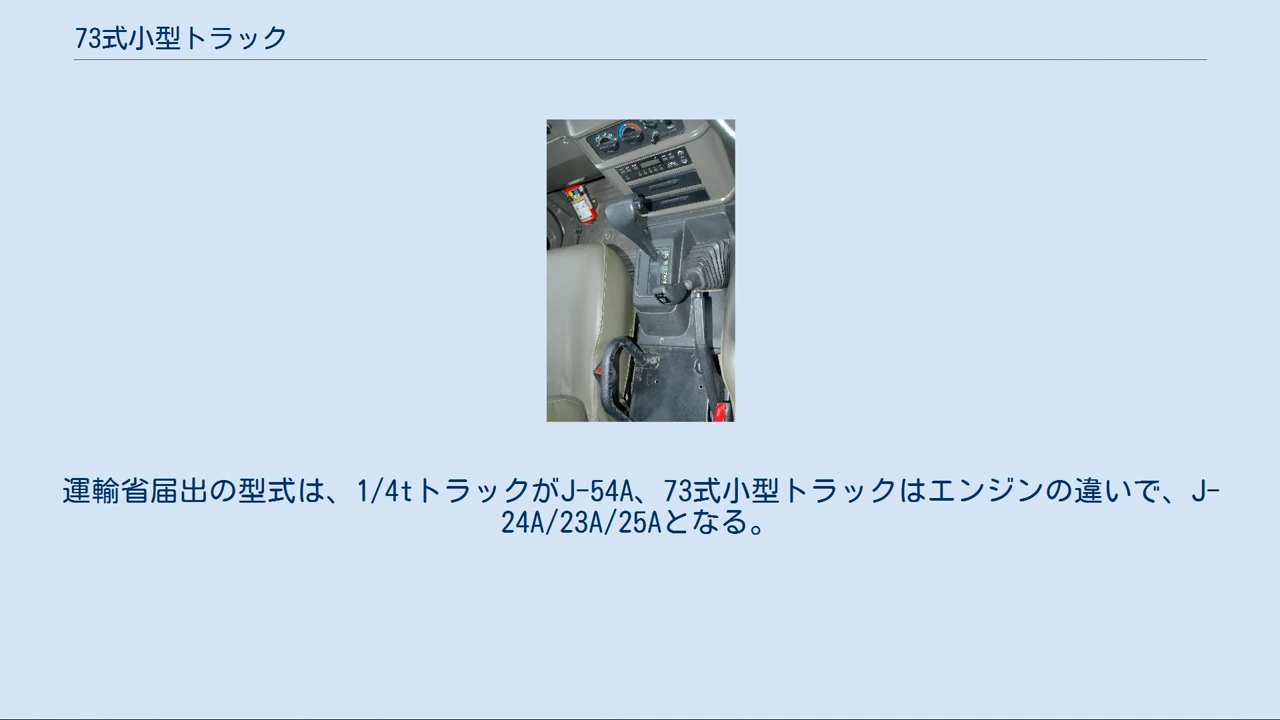 73式小型トラック
運輸省届出の型式は、1/4tトラックがJ-54A、73式小型トラックはエンジンの違いで、J-
24A/23A/25Aとなる。